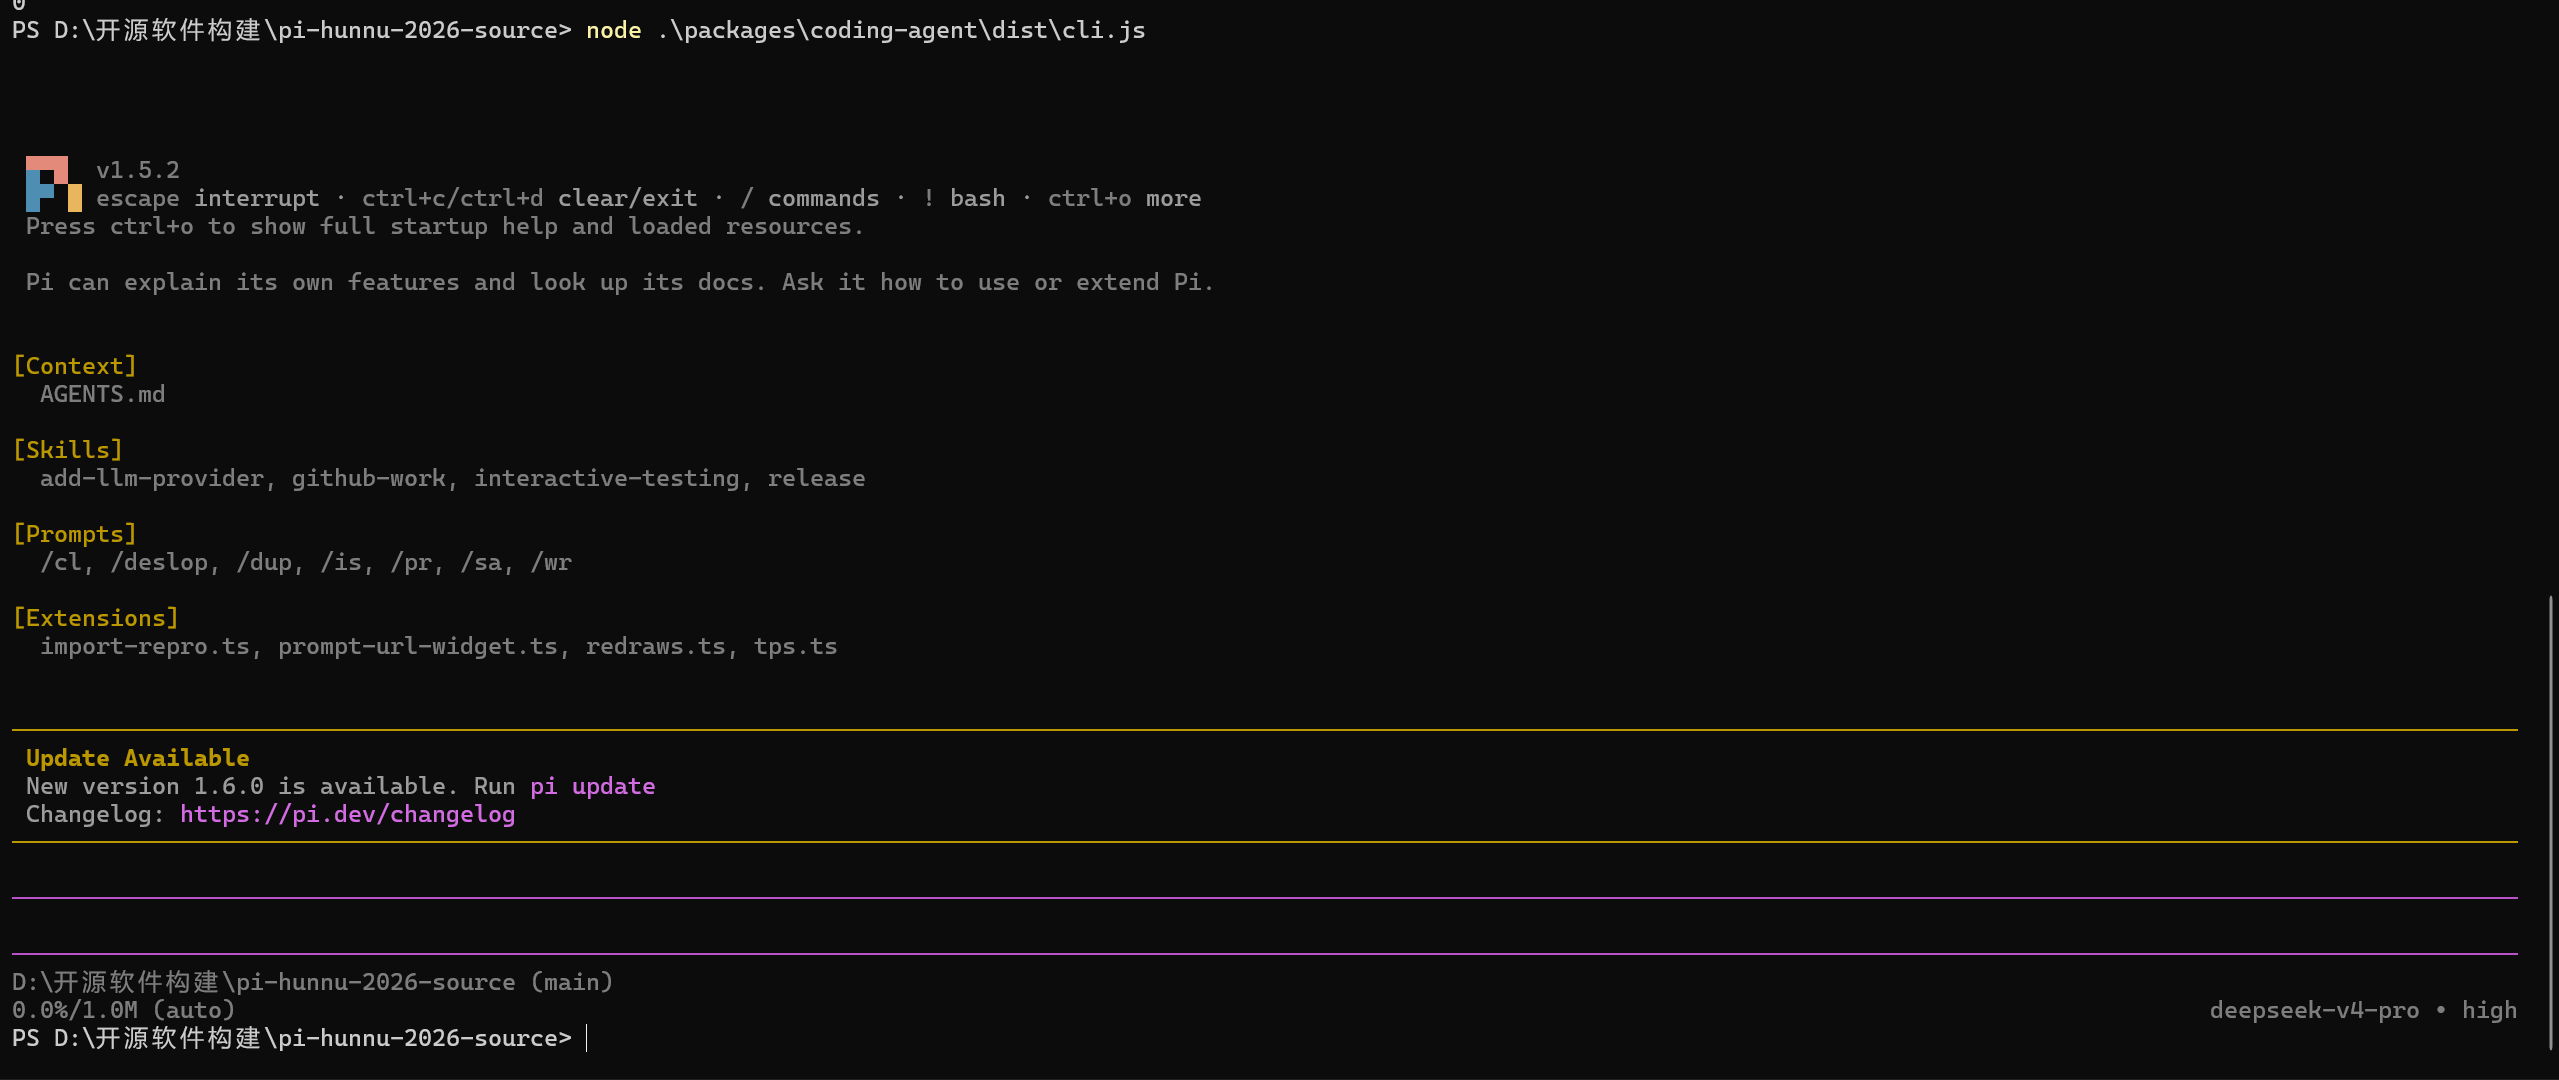 0
PS D:\开源软件构建\pi-hunnu-2026-source> node .\packages\coding-agent\dist\cli.js
v1.5.2
escape interrupt · ctrl+c/ctrl+d clear/exit · / commands · ! bash · ctrl+o more
Press ctrl+o to show full startup help and loaded resources.
Pi can explain its own features and look up its docs. Ask it how to use or extend Pi.
[Context]
AGENTS.md
[Skills]
add-llm-provider, github-work, interactive-testing, release
[Prompts]
/cl, /deslop, /dup, /is, /pr, /sa, /wr
[Extensions]
import-repro.ts, prompt-url-widget.ts, redraws.ts, tps.ts
Update Available
New version 1.6.0 is available. Run pi update
Changelog: https://pi.dev/changelog
D:\开源软件构建\pi-hunnu-2026-source (main)
0.0%/1.0M (auto) deepseek-v4-pro • high
PS D:\开源软件构建\pi-hunnu-2026-source>